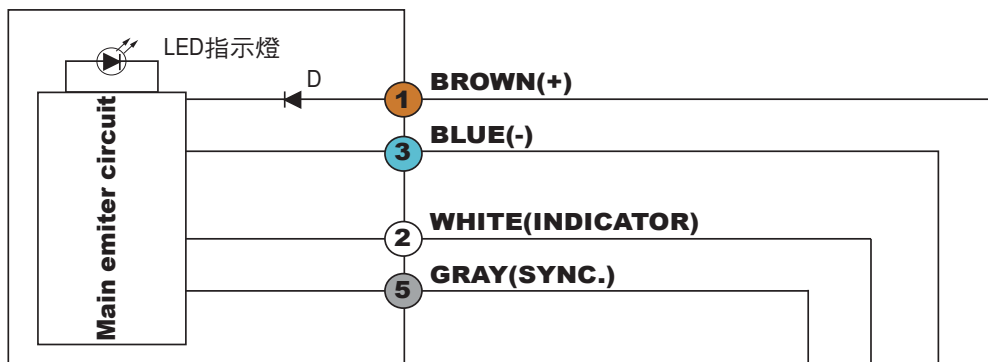 LED指示燈
D
BROWN(+)
1
BLUE(-)
3
WHITE(INDICATOR)
2
GRAY(SYNC.)
5
Main emiter circuit